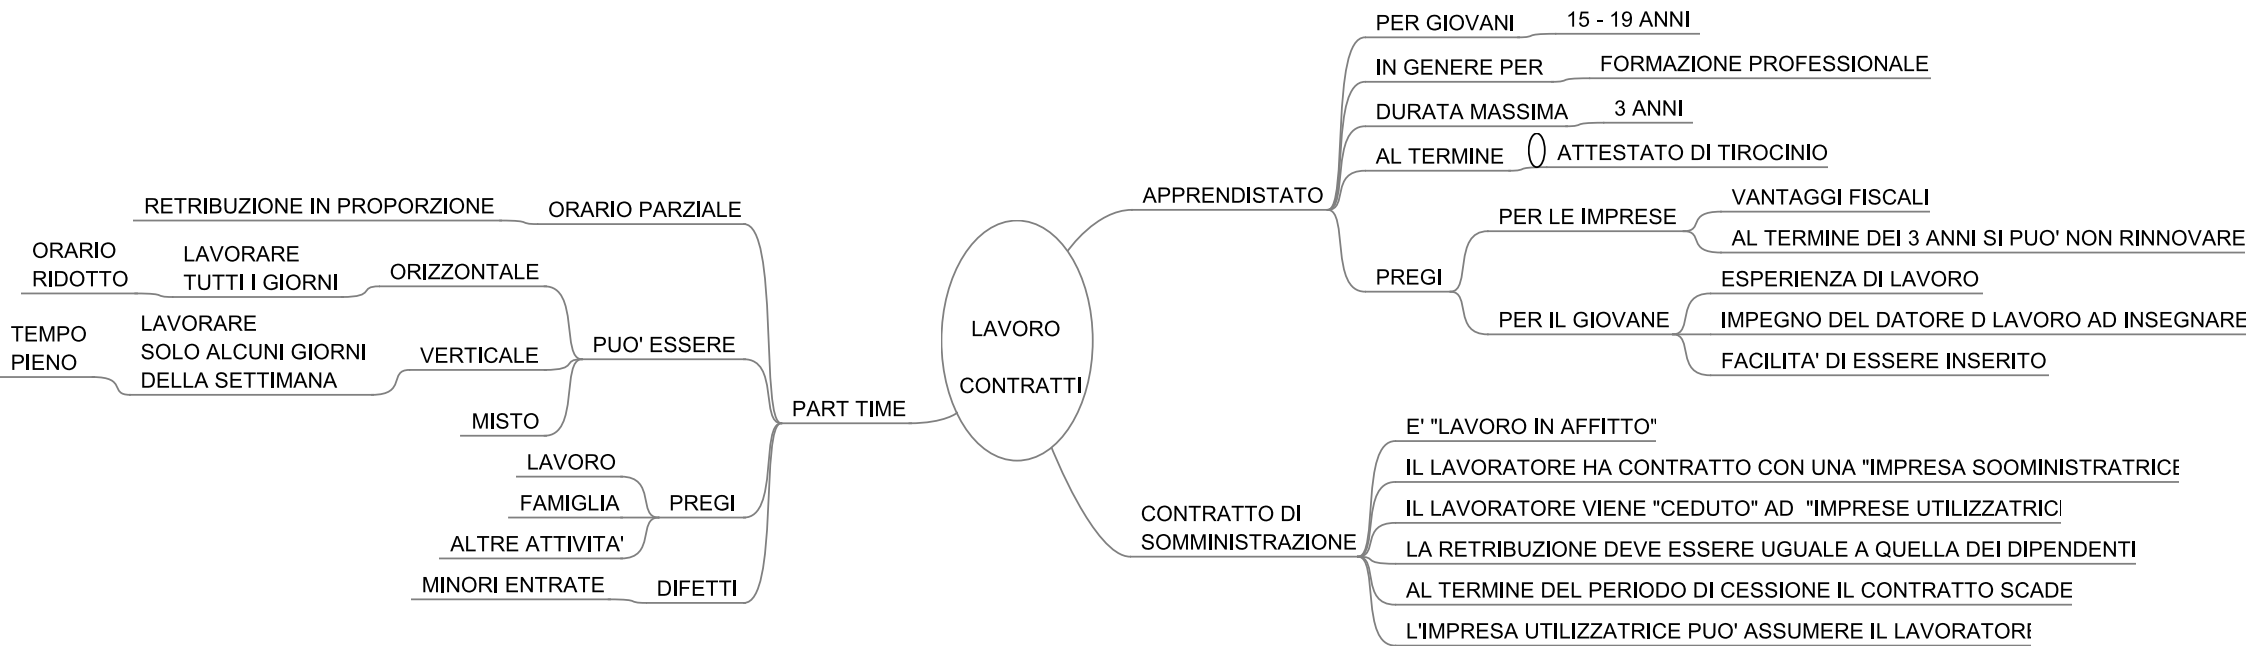 LAVORO
CONTRATTI
APPRENDISTATO
PER GIOVANI
15 - 19 ANNI
IN GENERE PER
FORMAZIONE PROFESSIONALE
DURATA MASSIMA
3 ANNI
AL TERMINE
ATTESTATO DI TIROCINIO
PREGI
PER LE IMPRESE
VANTAGGI FISCALI
AL TERMINE DEI 3 ANNI SI PUO' NON RINNOVARE
PER IL GIOVANE
ESPERIENZA DI LAVORO
IMPEGNO DEL DATORE D LAVORO AD INSEGNARE
FACILITA' DI ESSERE INSERITO
CONTRATTO DI
SOMMINISTRAZIONE
E' "LAVORO IN AFFITTO"
IL LAVORATORE HA CONTRATTO CON UNA "IMPRESA SOOMINISTRATRICE
IL LAVORATORE VIENE "CEDUTO" AD "IMPRESE UTILIZZATRICI
LA RETRIBUZIONE DEVE ESSERE UGUALE A QUELLA DEI DIPENDENTI
AL TERMINE DEL PERIODO DI CESSIONE IL CONTRATTO SCADE
L'IMPRESA UTILIZZATRICE PUO' ASSUMERE IL LAVORATORE
PART TIME
ORARIO PARZIALE
RETRIBUZIONE IN PROPORZIONE
PUO' ESSERE
ORIZZONTALE
LAVORARE
TUTTI I GIORNI
ORARIO
RIDOTTO
VERTICALE
LAVORARE
SOLO ALCUNI GIORNI
DELLA SETTIMANA
TEMPO
PIENO
MISTO
PREGI
LAVORO
FAMIGLIA
ALTRE ATTIVITA'
DIFETTI
MINORI ENTRATE